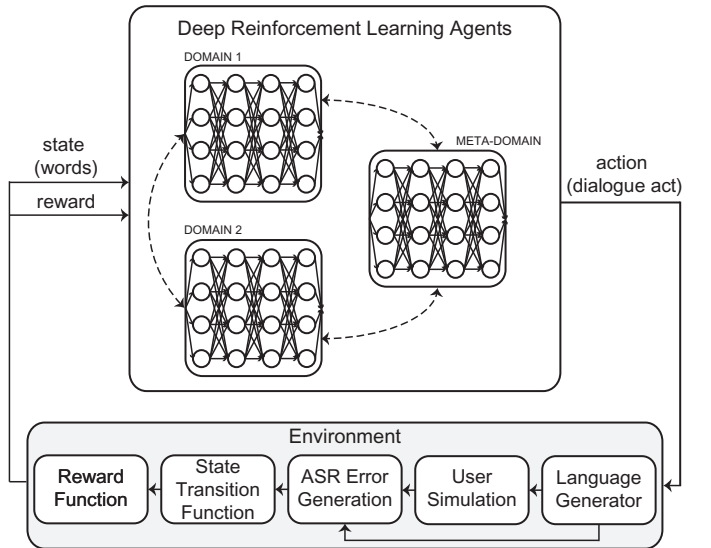 Deep Reinforcement Learning Agents
DOMAIN 1
META-DOMAIN
state
(words)
reward
action
(dialogue act)
DOMAIN 2
Environment
Reward
Function
State
Transition
Function
ASR Error
Generation
User
Simulation
Language
Generator